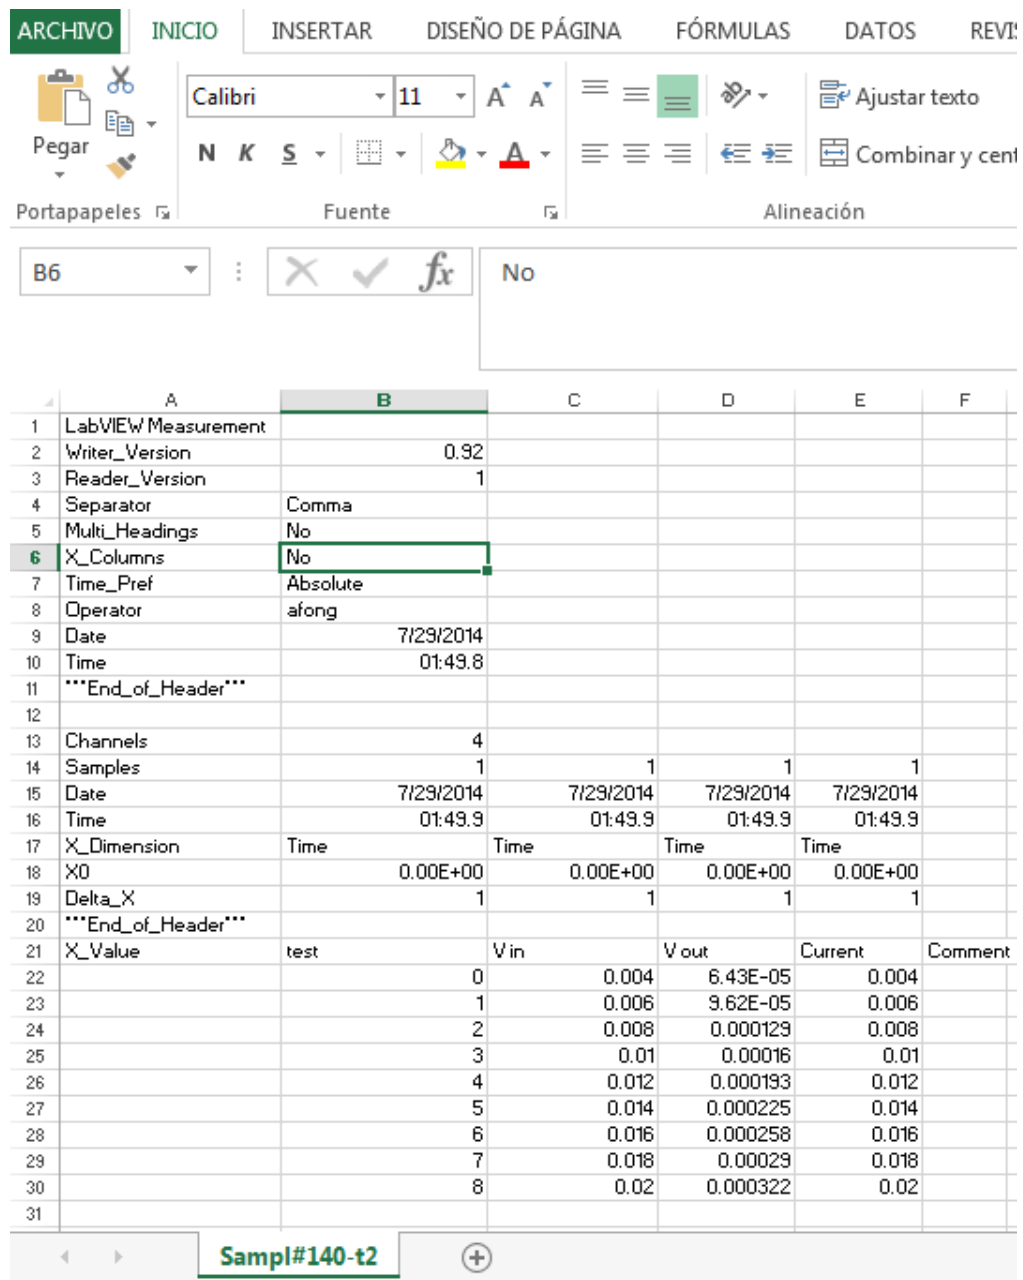 ARCHIVO INICIO INSERTAR DISEÑO DE PÁGINA FÓRMULAS DATOS REVIS
Calibri 11 A A Ajustar texto
Pegar N K S A Combinar y cent
Portapapeles Fuente Alineación
B6 fx No
A B C D E F
1 LabVIEW Measurement
2 Writer_Version 0.92
3 Reader_Version 1
4 Separator Comma
5 Multi_Headings No
6 X_Columns No
7 Time_Pref Absolute
8 Operator afong
9 Date 7/29/2014
10 Time 01:49.8
11 ***End_of_Header***
12
13 Channels 4
14 Samples 1 1 1 1
15 Date 7/29/2014 7/29/2014 7/29/2014 7/29/2014
16 Time 01:49.9 01:49.9 01:49.9 01:49.9
17 X_Dimension Time Time Time Time
18 X0 0.00E+00 0.00E+00 0.00E+00 0.00E+00
19 Delta_X 1 1 1 1
20 ***End_of_Header***
21 X_Value test V in V out Current Comment
22 0 0.004 6.43E-05 0.004
23 1 0.006 9.62E-05 0.006
24 2 0.008 0.000129 0.008
25 3 0.01 0.00016 0.01
26 4 0.012 0.000193 0.012
27 5 0.014 0.000225 0.014
28 6 0.016 0.000258 0.016
29 7 0.018 0.00029 0.018
30 8 0.02 0.000322 0.02
31
Sampl#140-t2